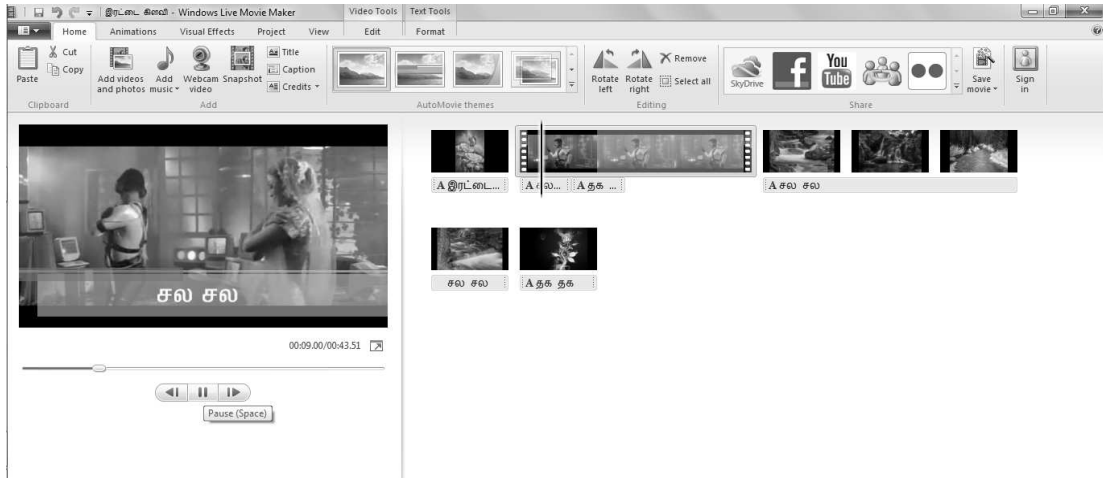 இரட்டை கிளவி - Windows Live Movie Maker
Video Tools
Text Tools
Home
Animations
Visual Effects
Project
View
Edit
Format
Paste
Cut
Copy
Clipboard
Add videos and photos
Add music
Webcam video
Snapshot
Title
Caption
Credits
Add
AutoMovie themes
Rotate left
Rotate right
Remove
Select all
Editing
SkyDrive
f
You Tube
Share
Save movie
Sign in
சல சல
00:09.00/00:43.51
Pause (Space)
A இரட்டை...
A சல...
A தக ...
A சல சல
சல சல
A தக தக